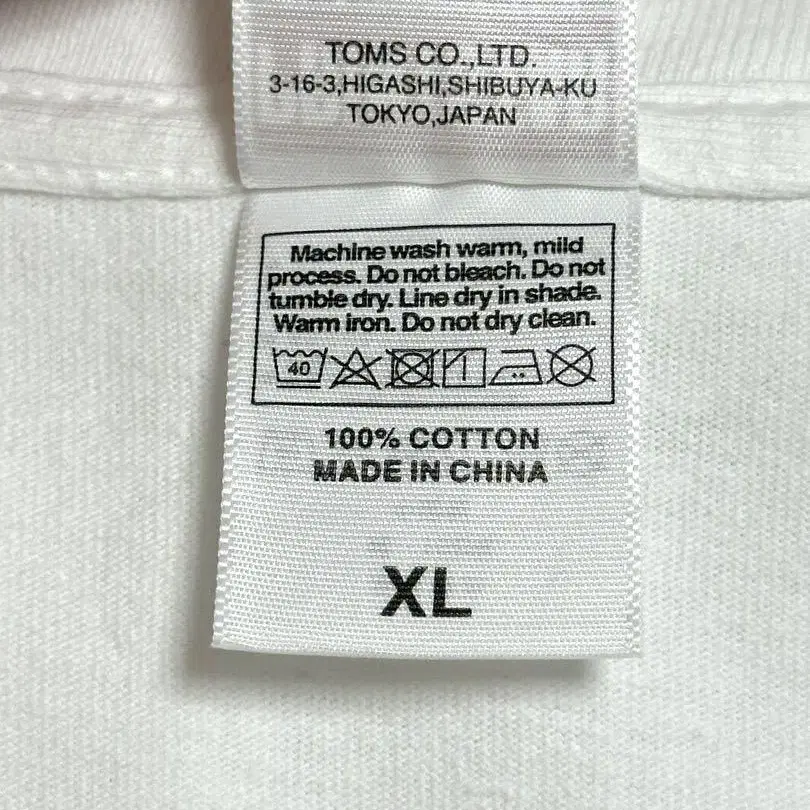 TOMS CO.,LTD.
3-16-3,HIGASHI,SHIBUYA-KU
TOKYO,JAPAN
Machine wash warm, mild
process. Do not bleach. Do not
tumble dry. Line dry in shade.
Warm iron. Do not dry clean.
40
100% COTTON
MADE IN CHINA
XL